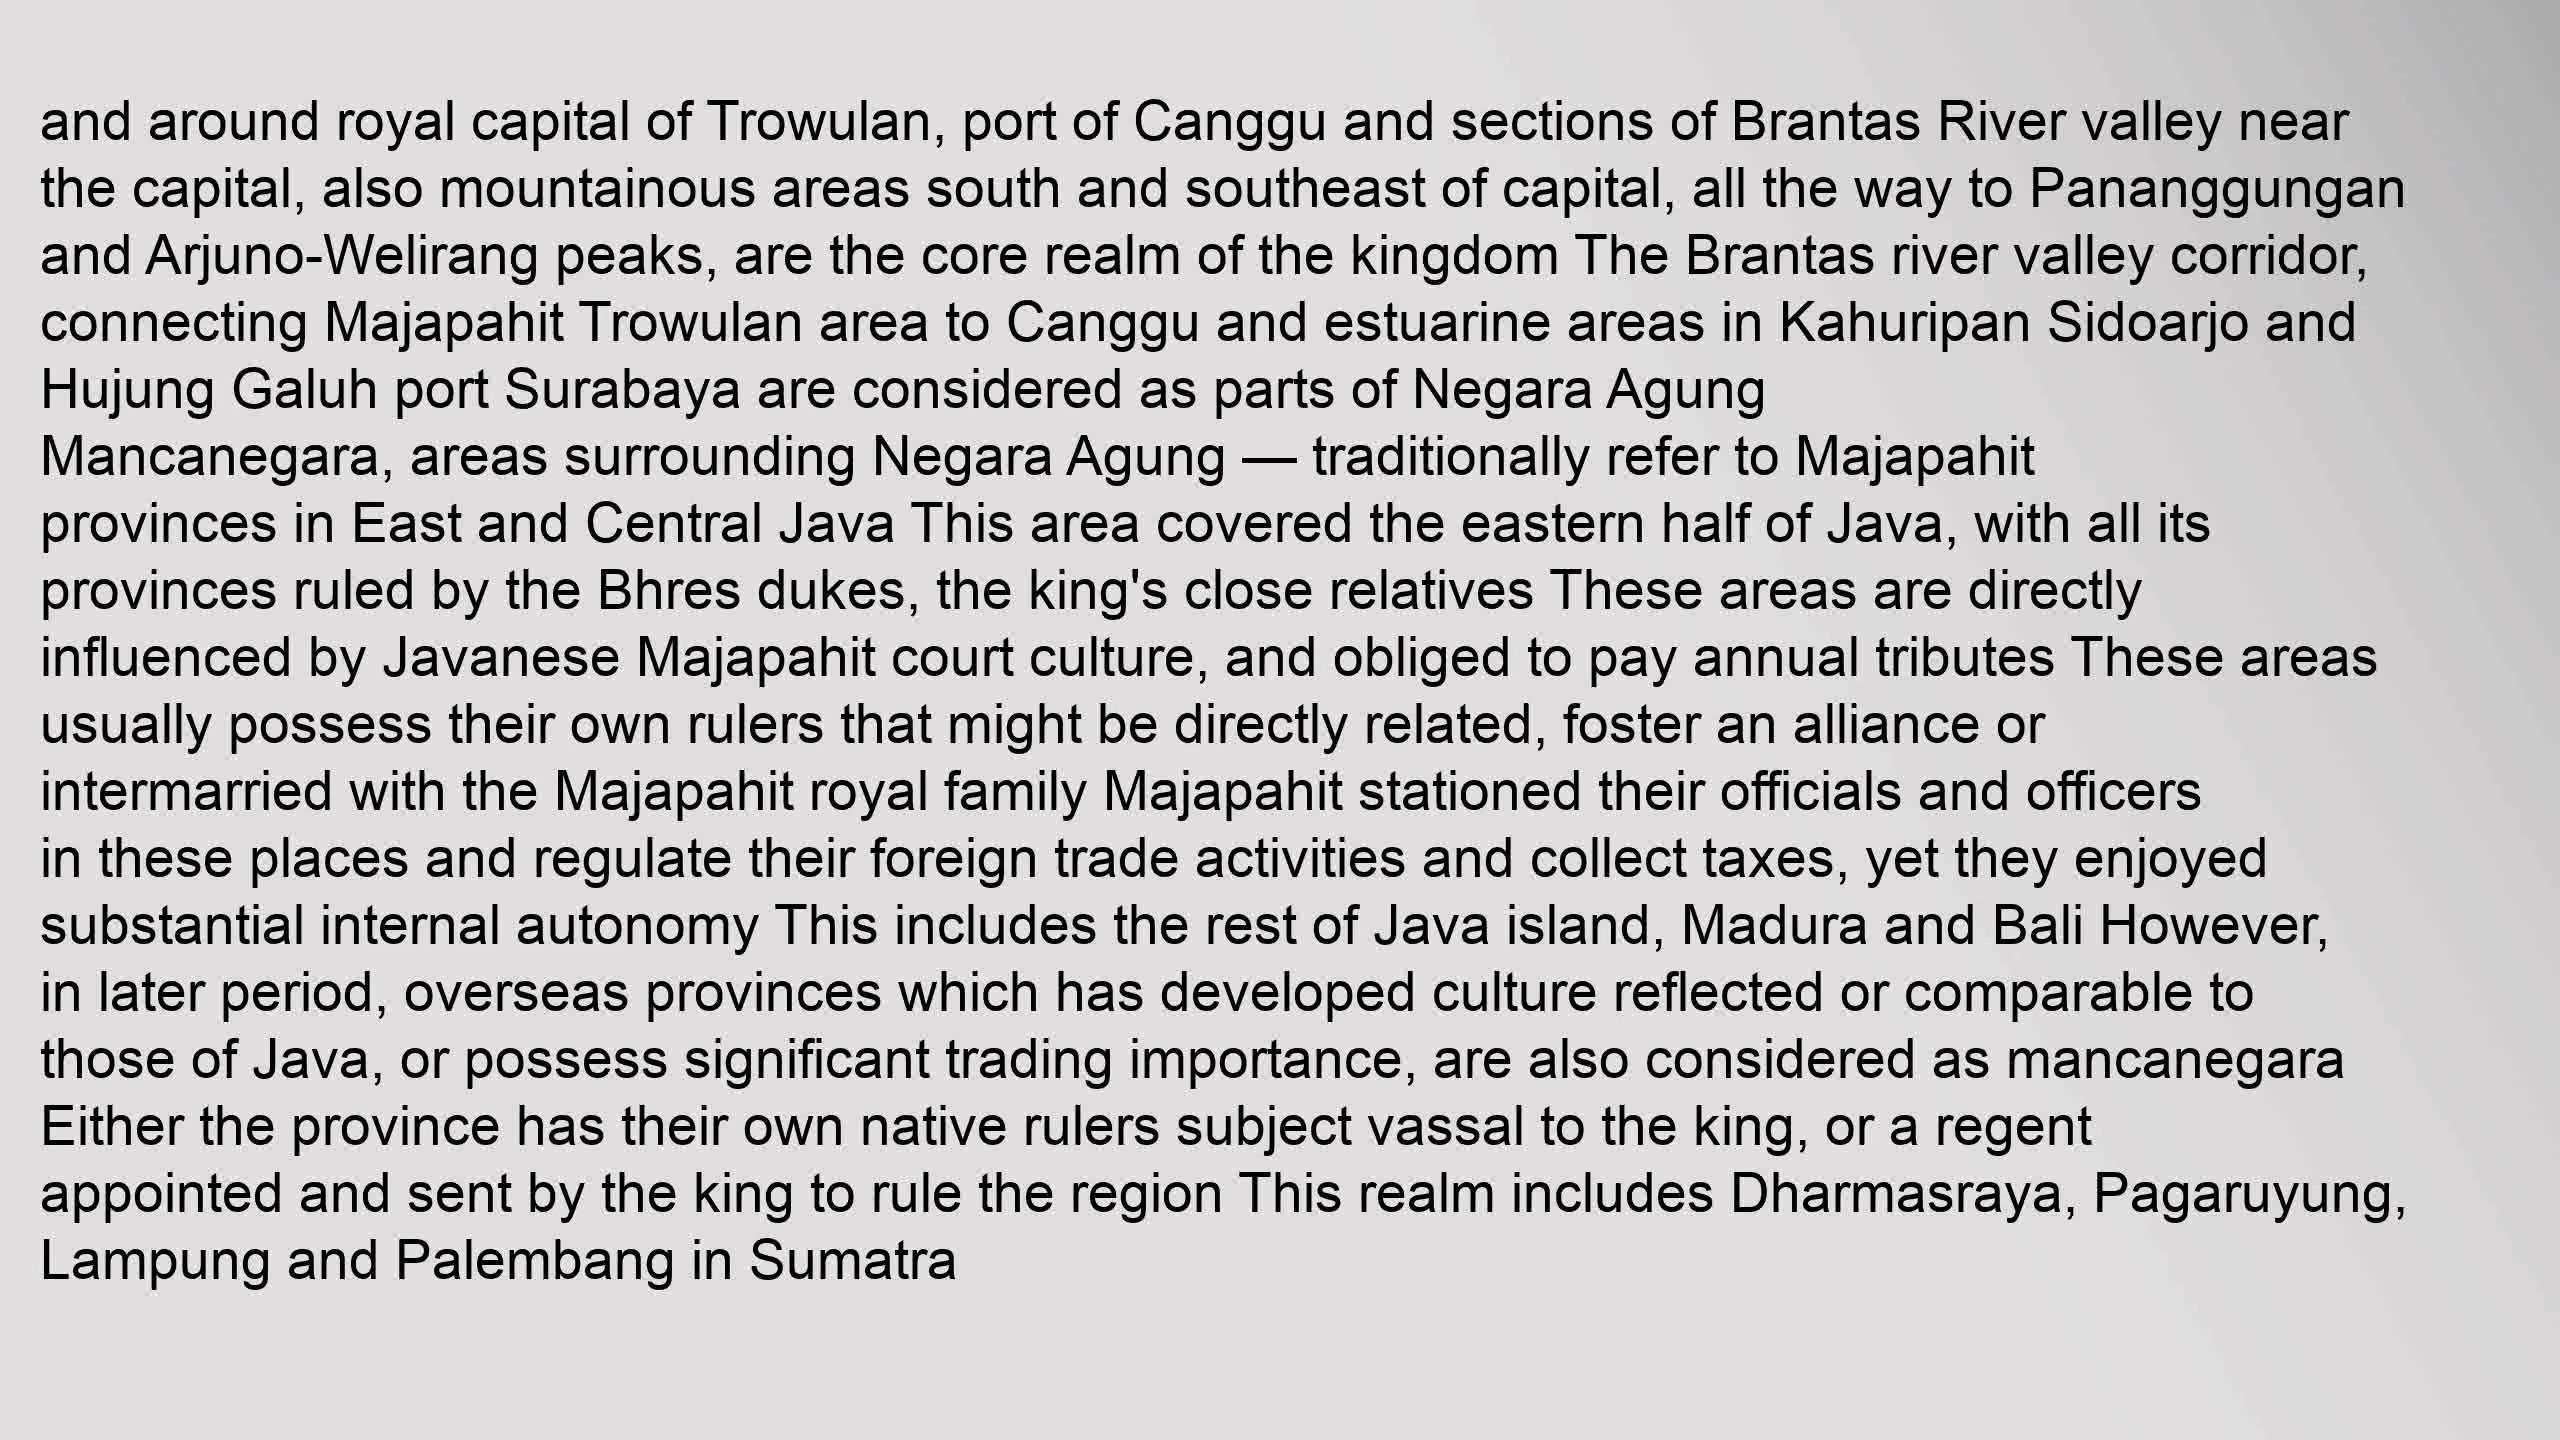 and around royal capital of Trowulan, port of Canggu and sections of Brantas River valley near
the capital, also mountainous areas south and southeast of capital, all the way to Pananggungan
and Arjuno-Welirang peaks, are the core realm of the kingdom The Brantas river valley corridor,
connecting Majapahit Trowulan area to Canggu and estuarine areas in Kahuripan Sidoarjo and
Hujung Galuh port Surabaya are considered as parts of Negara Agung
Mancanegara, areas surrounding Negara Agung — traditionally refer to Majapahit
provinces in East and Central Java This area covered the eastern half of Java, with all its
provinces ruled by the Bhres dukes, the king's close relatives These areas are directly
influenced by Javanese Majapahit court culture, and obliged to pay annual tributes These areas
usually possess their own rulers that might be directly related, foster an alliance or
intermarried with the Majapahit royal family Majapahit stationed their officials and officers
in these places and regulate their foreign trade activities and collect taxes, yet they enjoyed
substantial internal autonomy This includes the rest of Java island, Madura and Bali However,
in later period, overseas provinces which has developed culture reflected or comparable to
those of Java, or possess significant trading importance, are also considered as mancanegara
Either the province has their own native rulers subject vassal to the king, or a regent
appointed and sent by the king to rule the region This realm includes Dharmasraya, Pagaruyung,
Lampung and Palembang in Sumatra